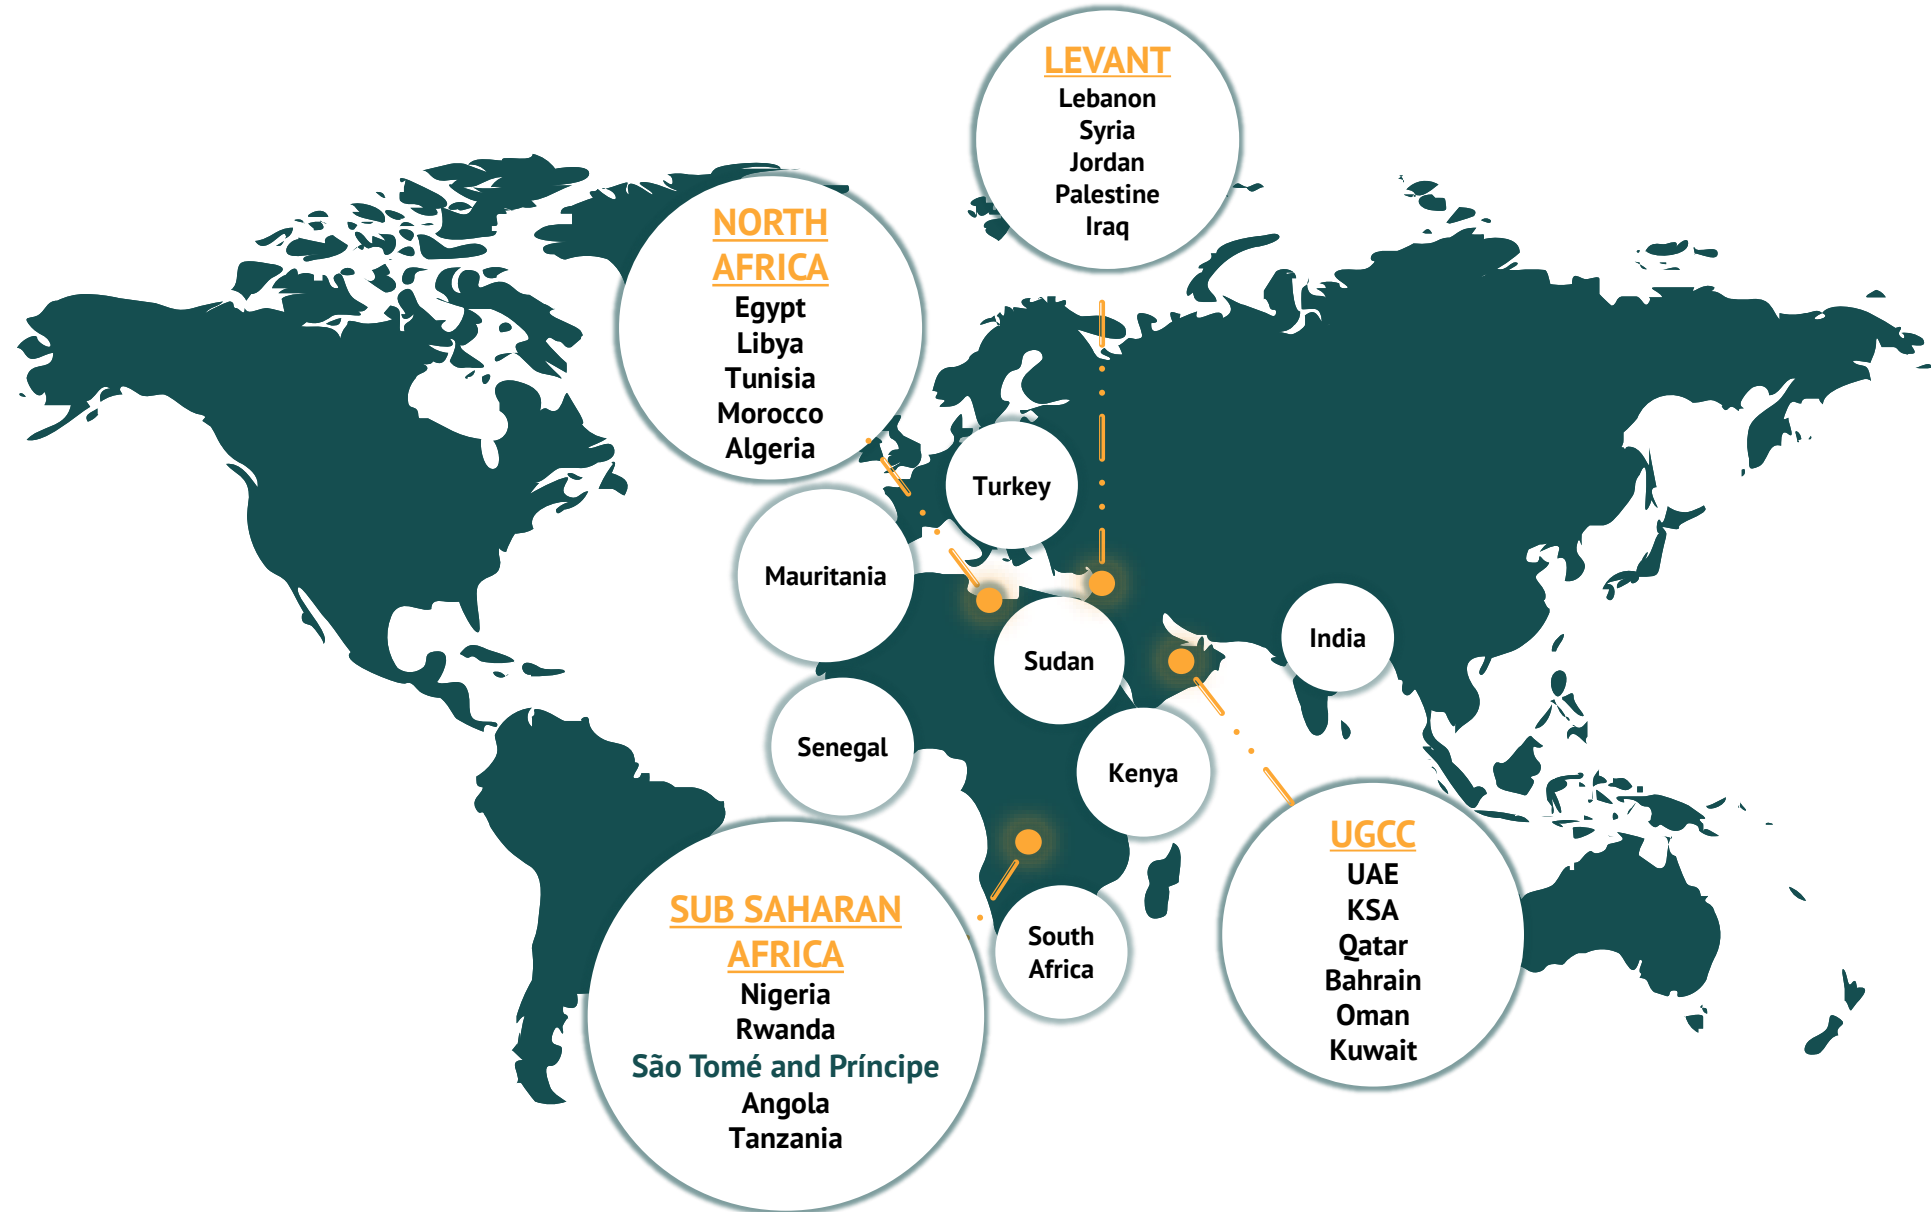 LEVANT
Lebanon
Syria
Jordan
Palestine
Iraq
NORTH
AFRICA
Egypt
Libya
Tunisia
Morocco
Algeria
Turkey
Mauritania
Sudan
India
Senegal
Kenya
SUB SAHARAN
AFRICA
Nigeria
Rwanda
São Tomé and Príncipe
Angola
Tanzania
South
Africa
UGCC
UAE
KSA
Qatar
Bahrain
Oman
Kuwait